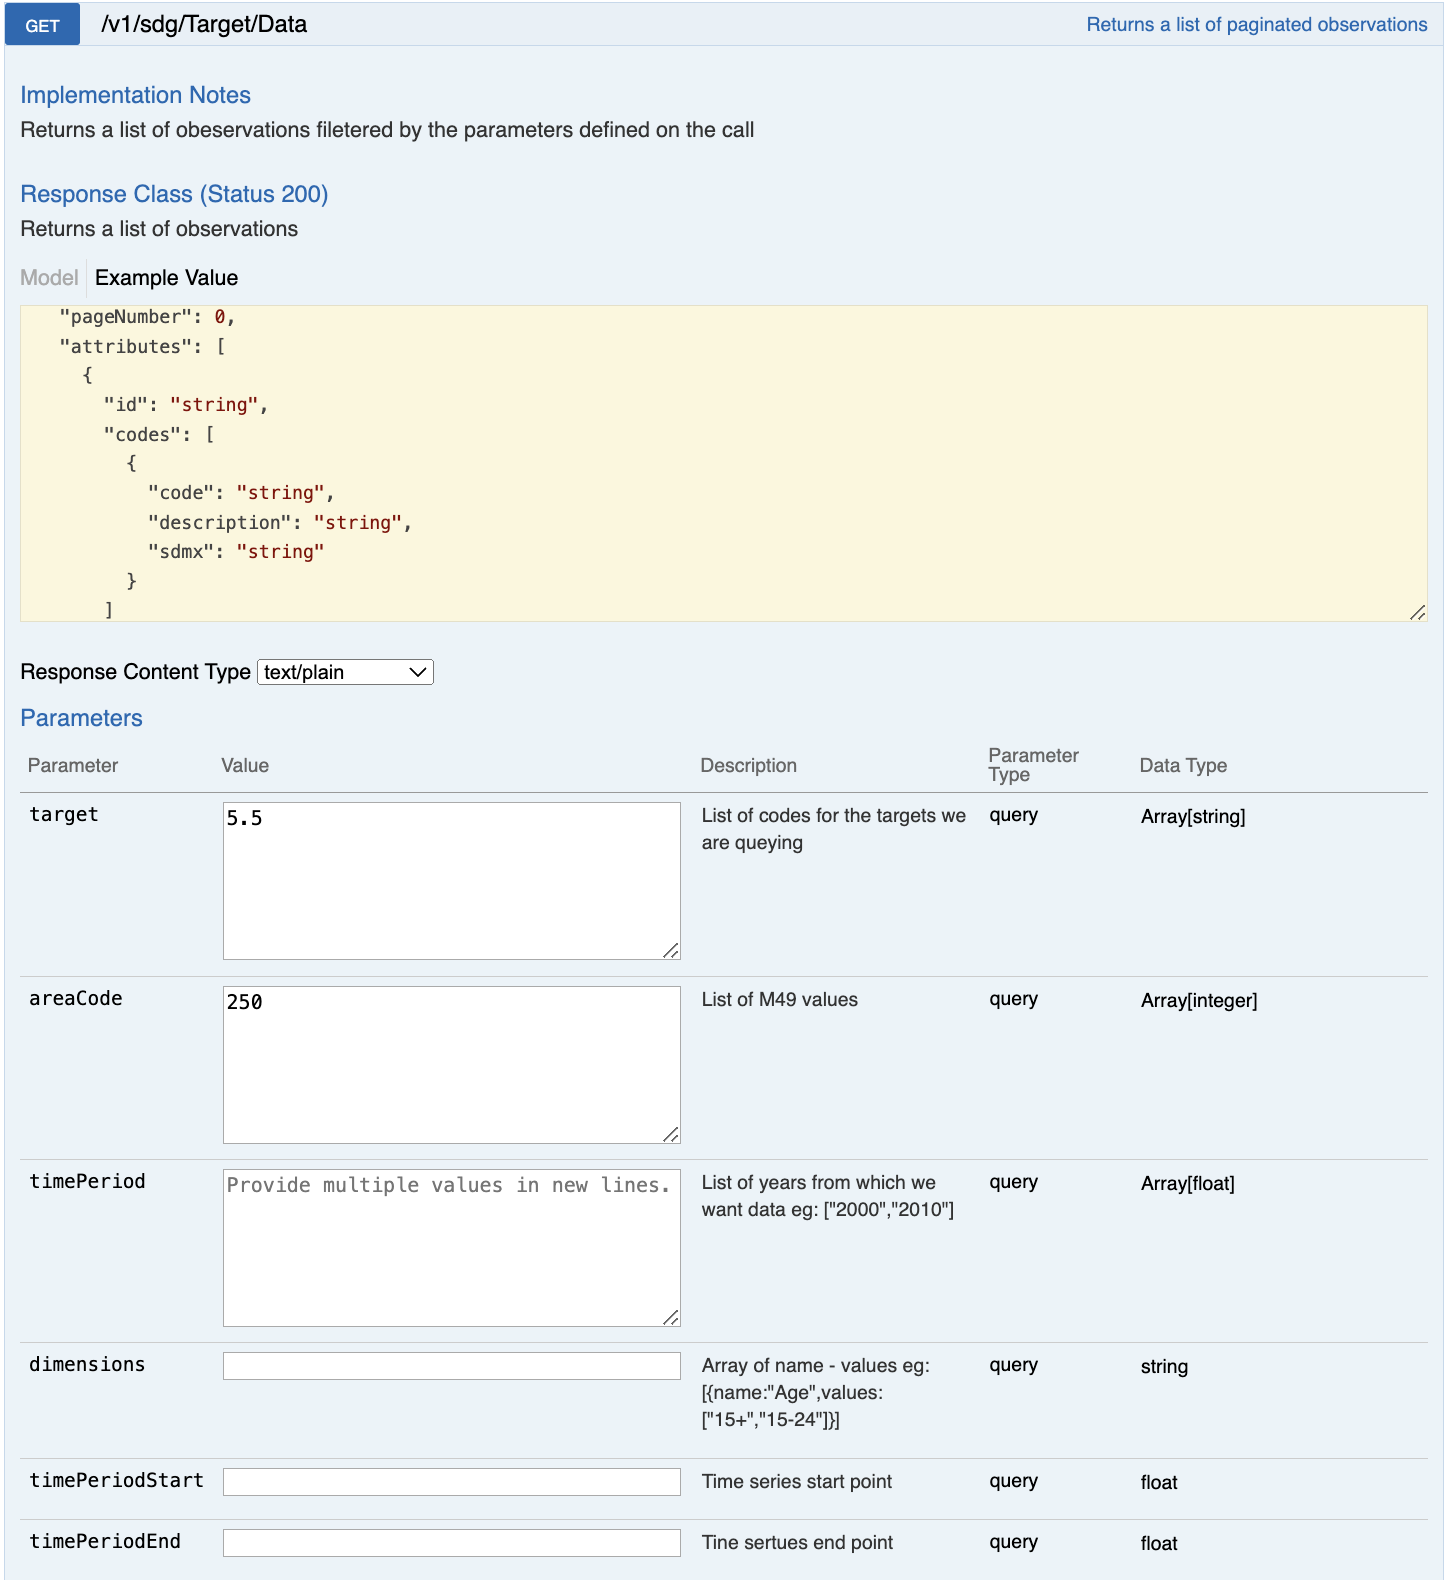 GET /v1/sdg/Target/Data Returns a list of paginated observations
Implementation Notes
Returns a list of obeservations filetered by the parameters defined on the call
Response Class (Status 200)
Returns a list of observations
Model Example Value
"pageNumber": 0,
"attributes": [
{
"id": "string",
"codes": [
{
"code": "string",
"description": "string",
"sdmx": "string"
}
]
Response Content Type text/plain
Parameters
Parameter Value Description Parameter Type Data Type
target 5.5 List of codes for the targets we query Array[string]
are queying
areaCode 250 List of M49 values query Array[integer]
timePeriod Provide multiple values in new lines. List of years from which we query Array[float]
want data eg: ["2000","2010"]
dimensions Array of name - values eg: query string
[{name:"Age",values:
["15+","15-24"]}]
timePeriodStart Time series start point query float
timePeriodEnd Tine sertues end point query float